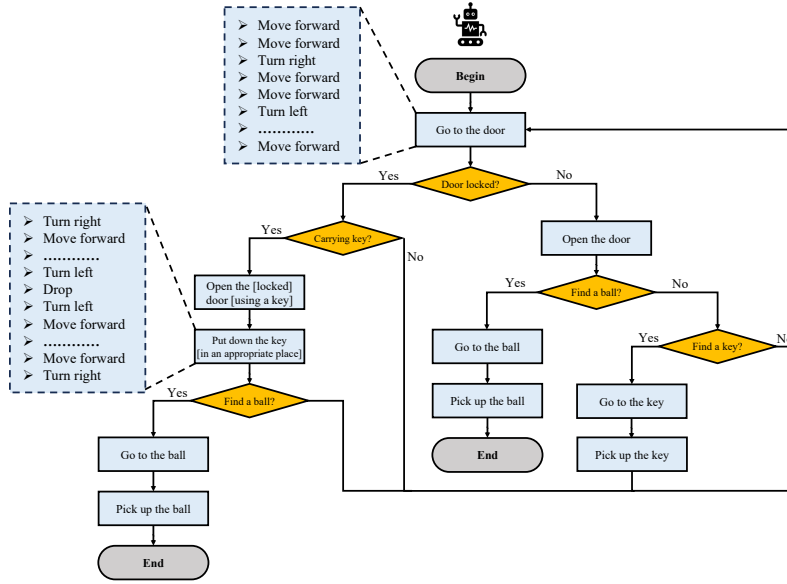 Move forward
Move forward
Turn right
Move forward
Move forward
Turn left
............
Move forward
Begin
Go to the door
Door locked?
Yes
No
Turn right
Move forward
............
Turn left
Drop
Turn left
Move forward
............
Move forward
Turn right
Carrying key?
Yes
No
Open the [locked]
door [using a key]
Put down the key
[in an appropriate place]
Find a ball?
Yes
Go to the ball
Pick up the ball
End
Open the door
Find a ball?
Yes
No
Go to the ball
Pick up the ball
End
Find a key?
Yes
Go to the key
Pick up the key